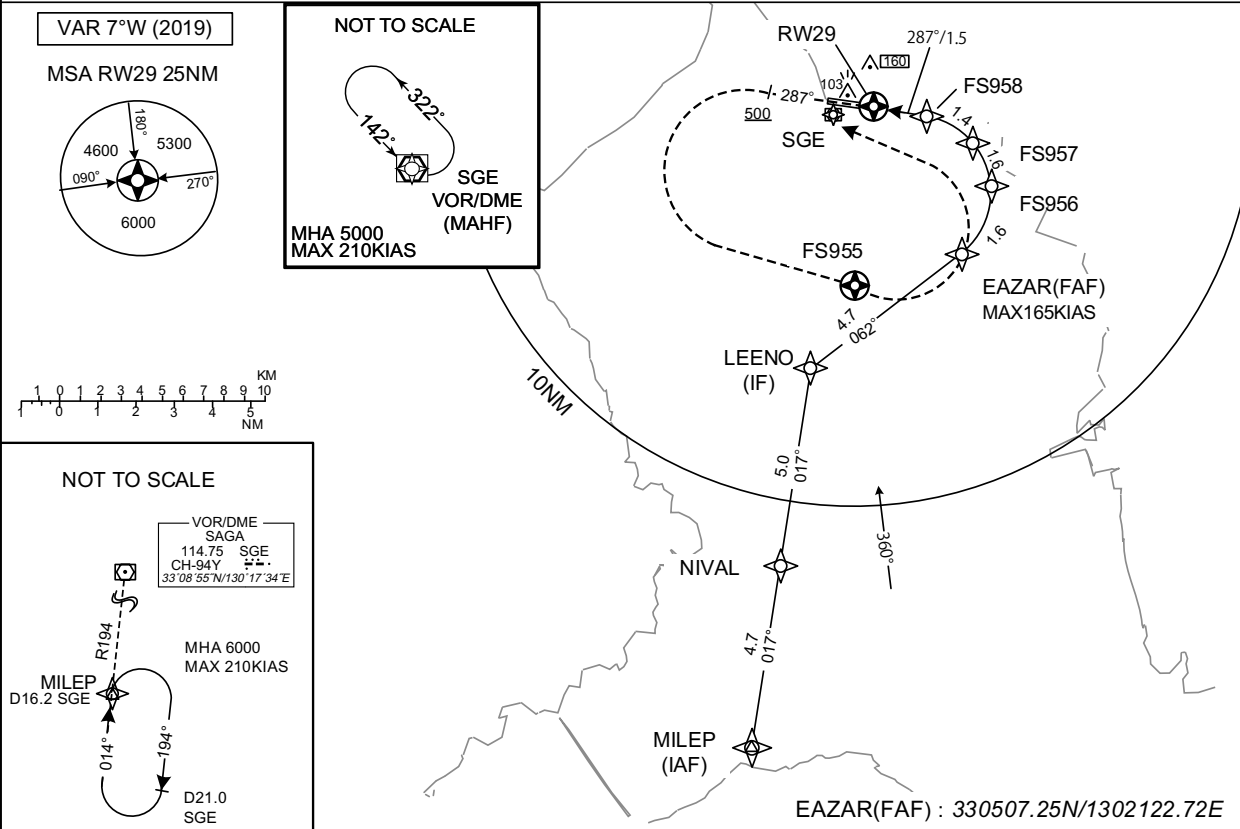 VAR 7°W (2019)
MSA RW29 25NM
180°
4600
5300
090°
270°
6000
NOT TO SCALE
322°
142°
SGE
VOR/DME
(MAHF)
MHA 5000
MAX 210KIAS
RW29
287°/1.5
160
103
FS958
287°
500
SGE
1.4
FS957
1.6
FS956
1.6
FS955
EAZAR(FAF)
MAX165KIAS
4.7
062°
LEENO
(IF)
10NM
KM
1 0 1 2 3 4 5 6 7 8 9 10
1 0 1 2 3 4 5
NM
5.0
017°
360°
NIVAL
4.7
017°
MILEP
(IAF)
NOT TO SCALE
VOR/DME
SAGA
114.75 SGE
CH-94Y
33°08'55"N/130°17'34"E
R194
MHA 6000
MAX 210KIAS
MILEP
D16.2 SGE
014°
194°
D21.0
SGE
EAZAR(FAF) : 330507.25N/1302122.72E